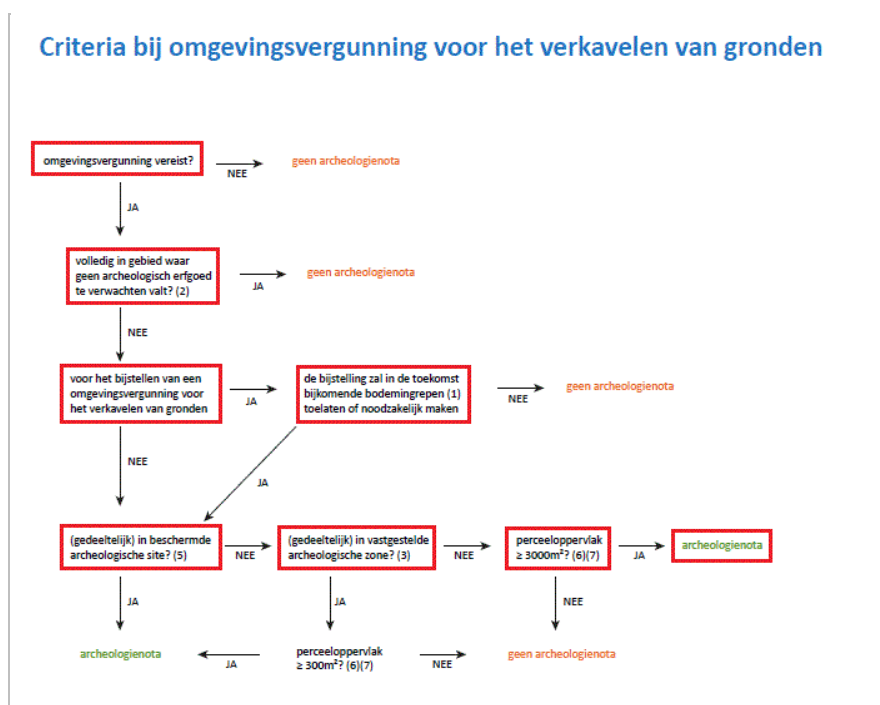 Criteria bij omgevingsvergunning voor het verkavelen van gronden
omgevingsvergunning vereist?
NEE
geen archeologienota
JA
volledig in gebied waar
geen archeologisch erfgoed
te verwachten valt? (2)
JA
geen archeologienota
NEE
voor het bijstellen van een
omgevingsvergunning voor
het verkavelen van gronden
JA
de bijstelling zal in de toekomst
bijkomende bodemingrepen (1)
toelaten of noodzakelijk maken
NEE
geen archeologienota
NEE
JA
(gedeeltelijk) in beschermde
archeologische site? (5)
NEE
(gedeeltelijk) in vastgestelde
archeologische zone? (3)
NEE
perceeloppervlak
≥ 3000m²? (6)(7)
JA
archeologienota
JA
JA
NEE
archeologienota
JA
perceeloppervlak
≥ 300m²? (6)(7)
NEE
geen archeologienota